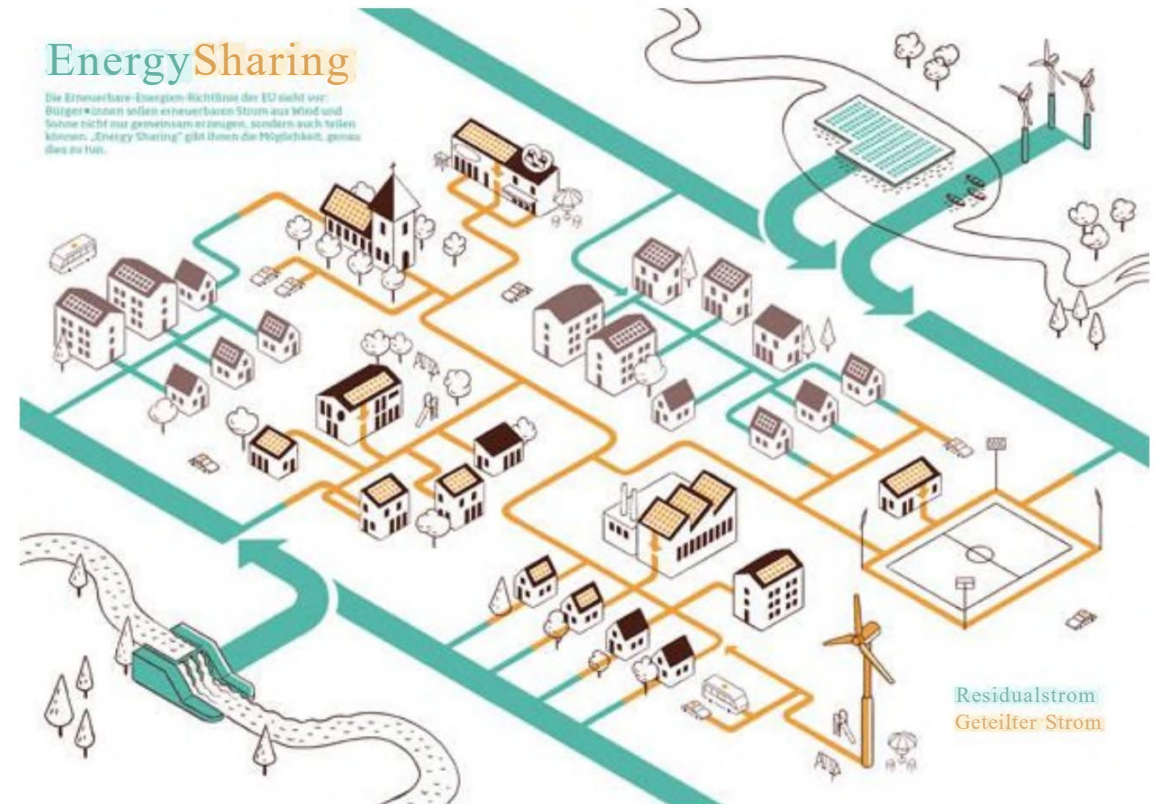 EnergySharing
Die Erneuerbare-Energien-Richtlinie der EU sieht vor:
Bürger*innen sollen erneuerbaren Strom aus Wind und
Sonne nicht nur gemeinsam erzeugen, sondern auch teilen
können. „Energy Sharing" gibt ihnen die Möglichkeit, genau
dies zu tun.
Residualstrom
Geteilter Strom